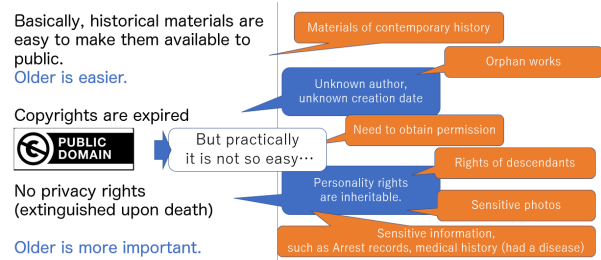 Basically, historical materials are
easy to make them available to
public.
Older is easier.
Copyrights are expired
PUBLIC
DOMAIN
No privacy rights
(extinguished upon death)
Older is more important.
But practically
it is not so easy…
Materials of contemporary history
Orphan works
Unknown author,
unknown creation date
Need to obtain permission
Rights of descendants
Personality rights
are inheritable.
Sensitive photos
Sensitive information,
such as Arrest records, medical history (had a disease)